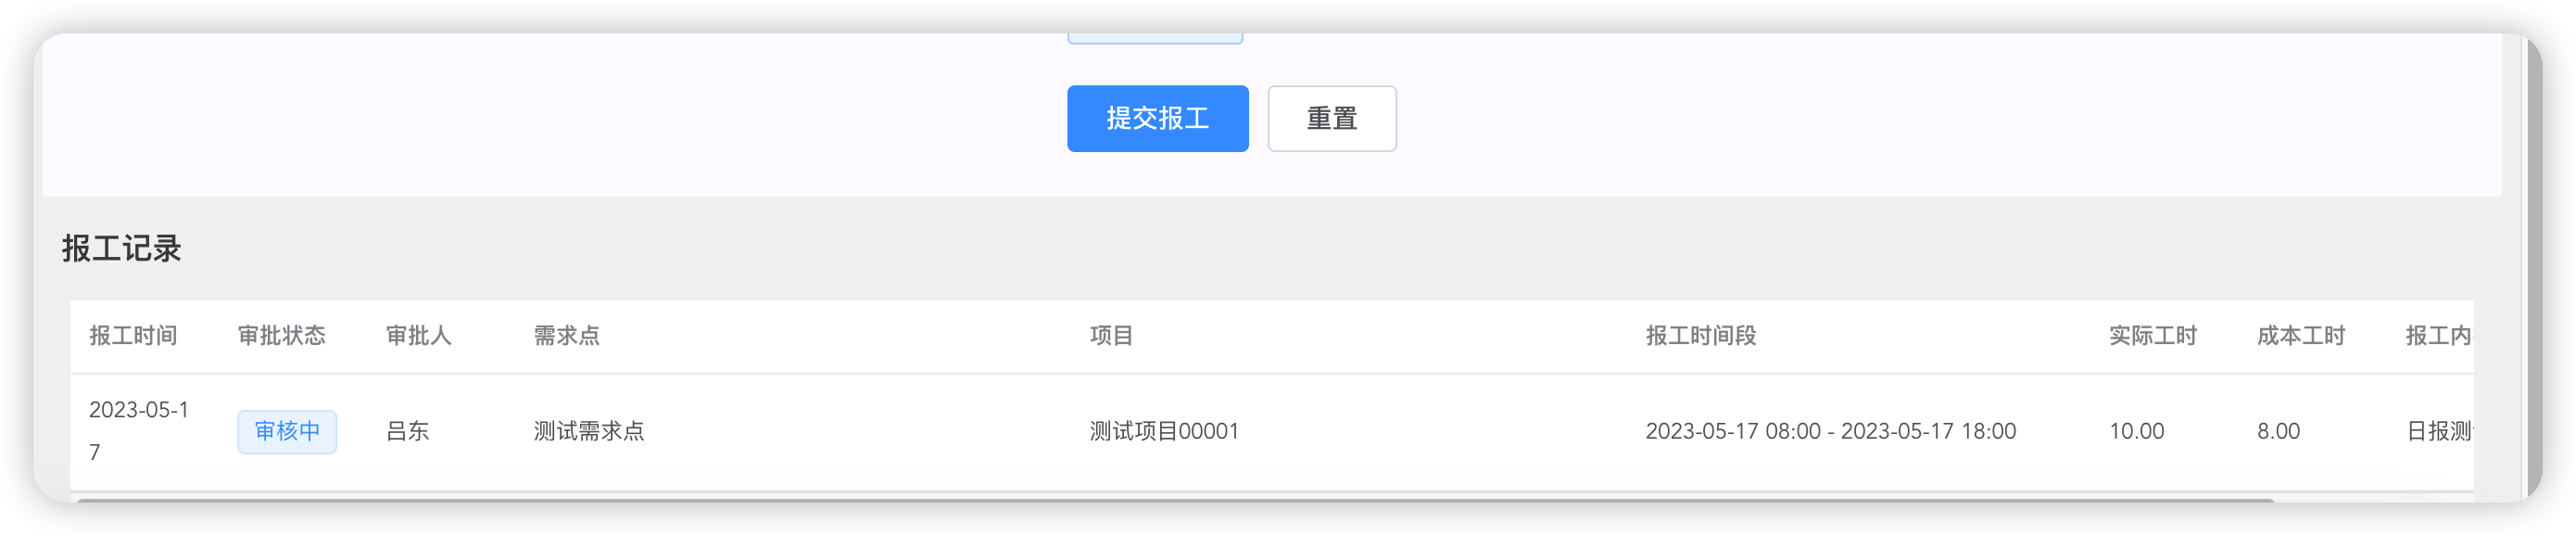 提交报工 重置
报工记录
报工时间 审批状态 审批人 需求点 项目 报工时间段 实际工时 成本工时 报工内
2023-05-1
7
审核中 吕东 测试需求点 测试项目00001 2023-05-17 08:00 - 2023-05-17 18:00 10.00 8.00 日报测